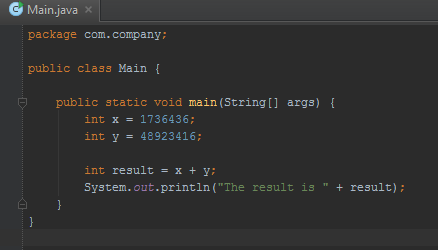 Main.java
package com.company;
public class Main {
public static void main(String[] args) {
int x = 1736436;
int y = 48923416;
int result = x + y;
System.out.println("The result is " + result);
}
}